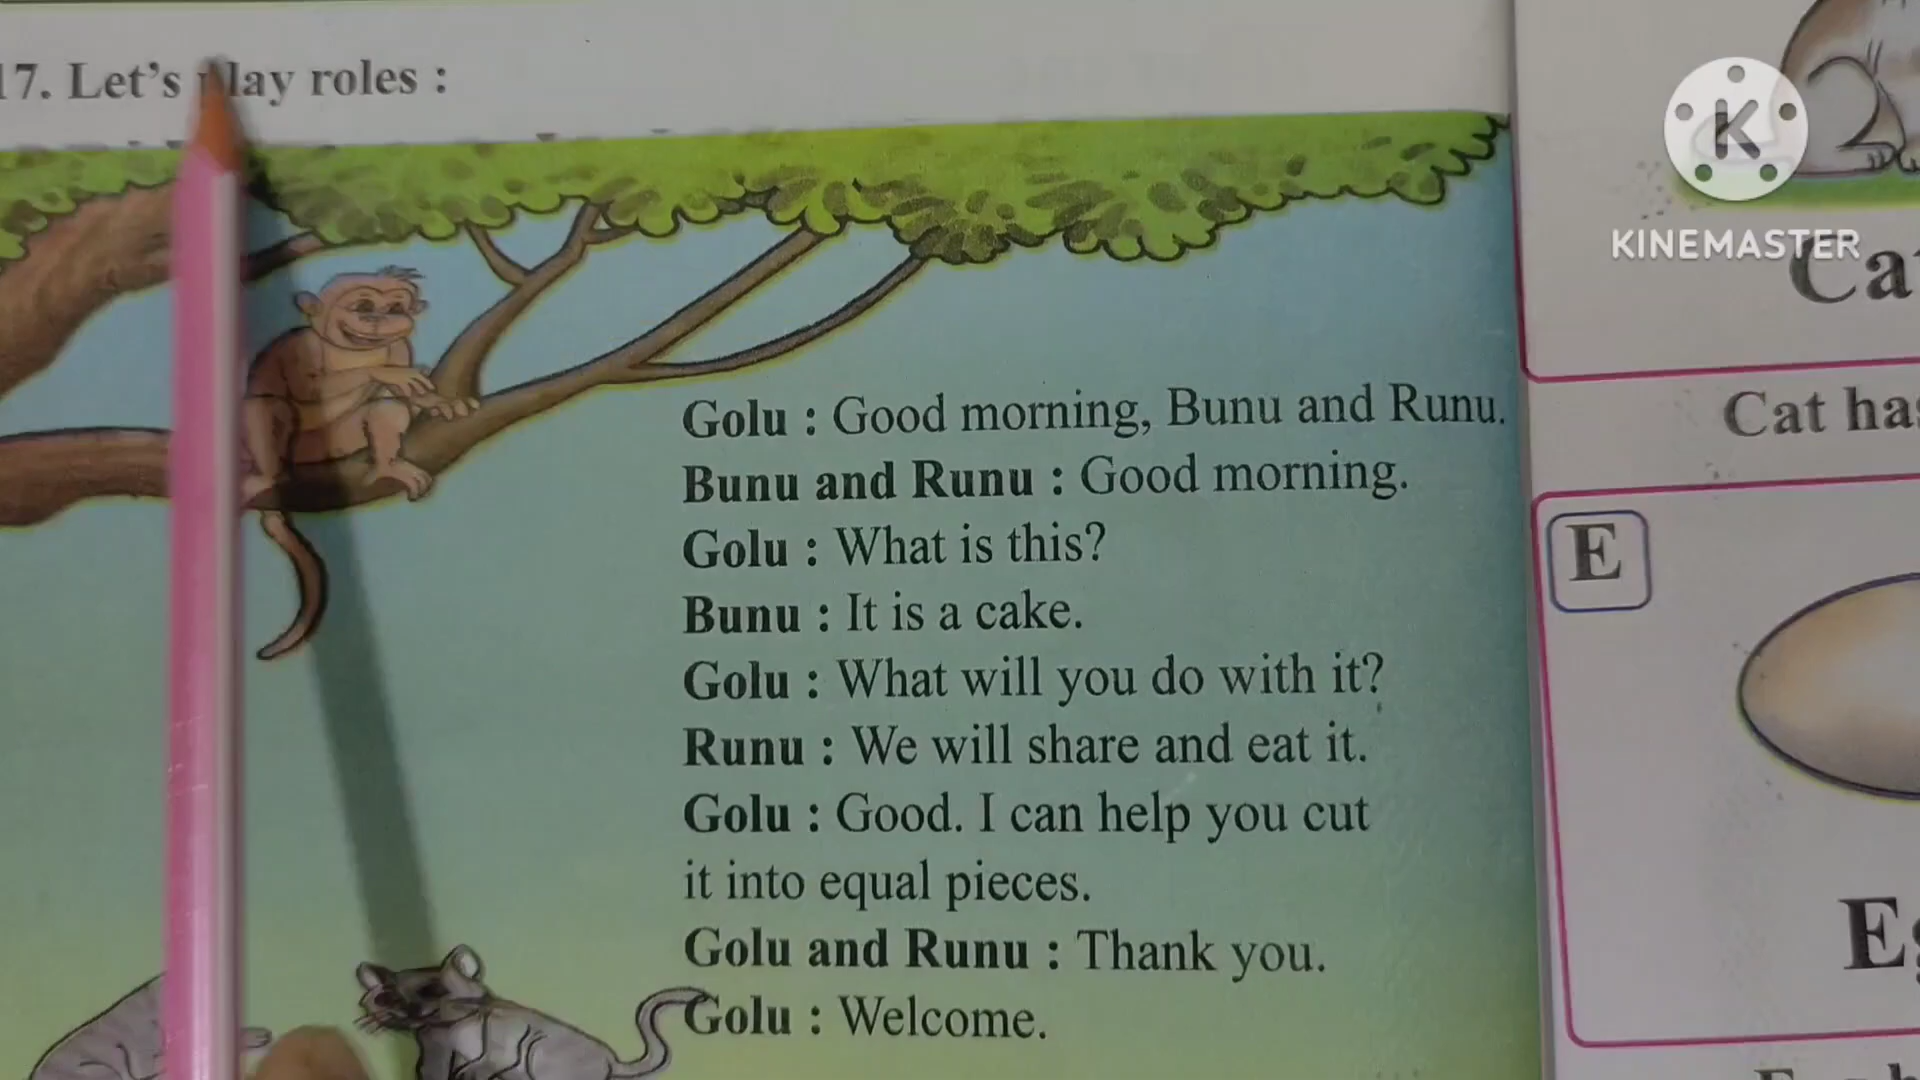 17. Let's play roles :
Golu : Good morning, Bunu and Runu.
Bunu and Runu : Good morning.
Golu : What is this?
Bunu : It is a cake.
Golu : What will you do with it?
Runu : We will share and eat it.
Golu : Good. I can help you cut
it into equal pieces.
Golu and Runu : Thank you.
Golu : Welcome.
K
KINEMASTER
Cat has
E